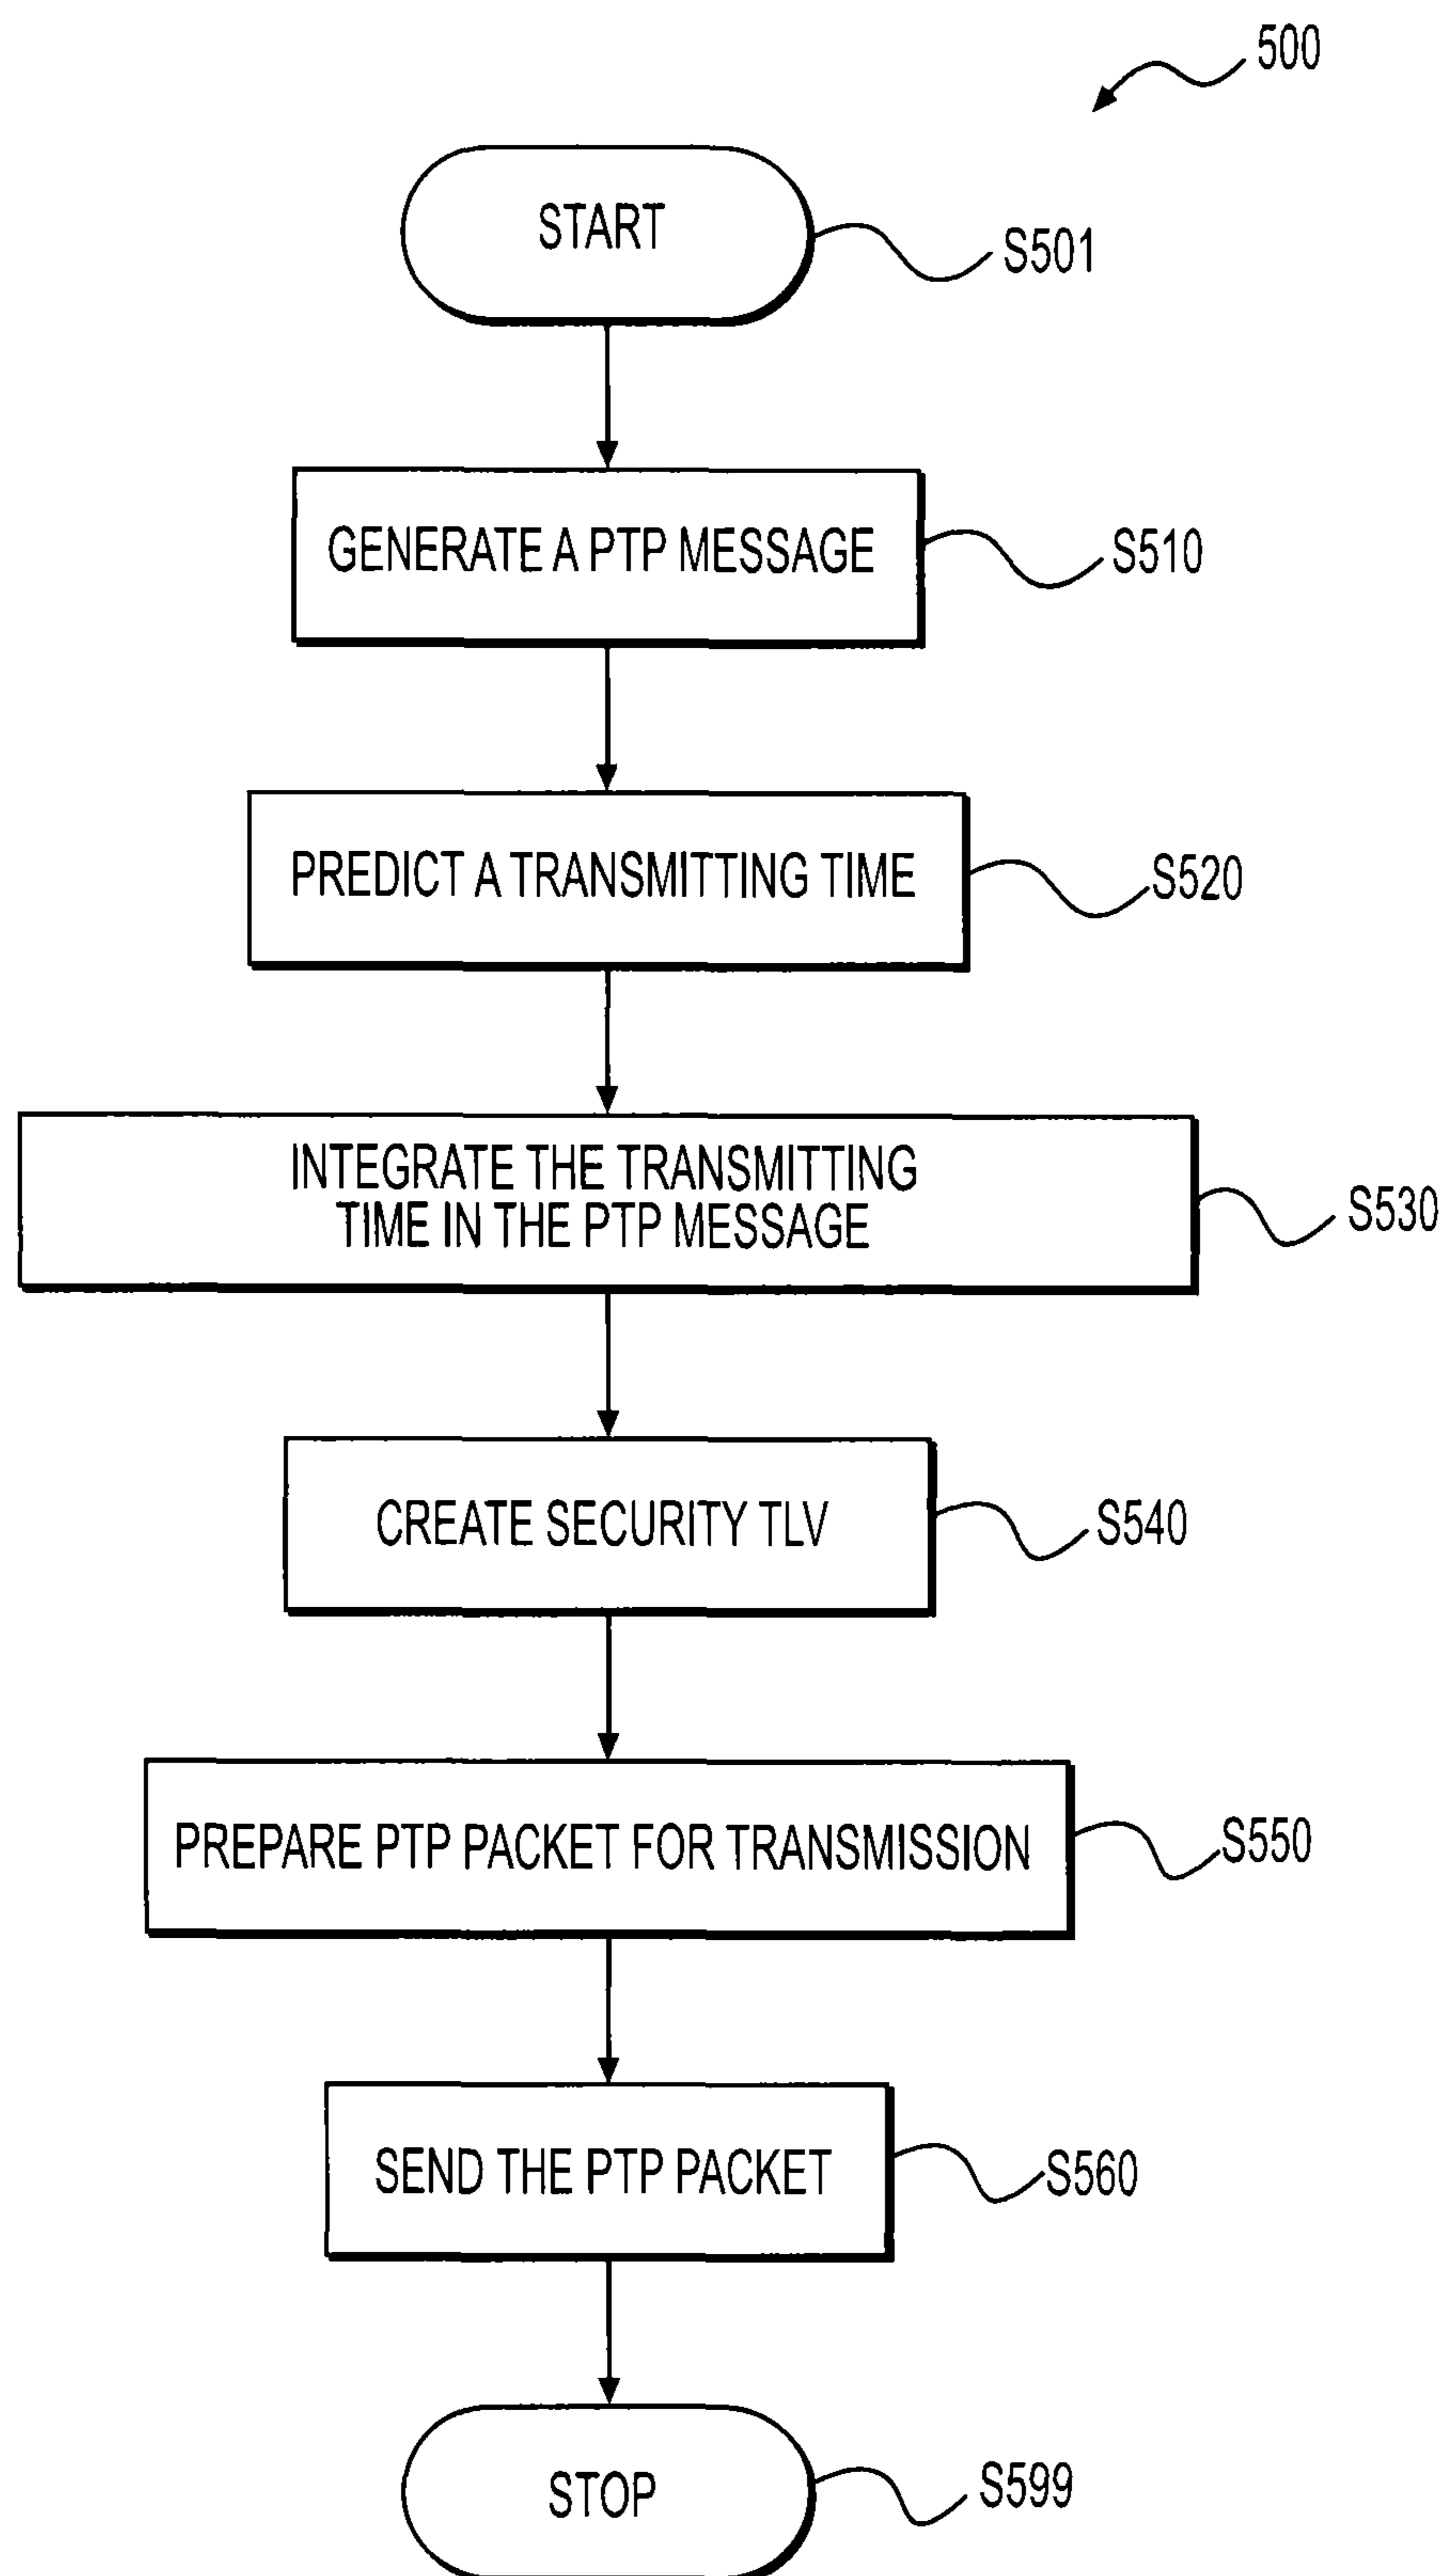 500
START
S501
GENERATE A PTP MESSAGE
S510
PREDICT A TRANSMITTING TIME
S520
INTEGRATE THE TRANSMITTING
TIME IN THE PTP MESSAGE
S530
CREATE SECURITY TLV
S540
PREPARE PTP PACKET FOR TRANSMISSION
S550
SEND THE PTP PACKET
S560
STOP
S599